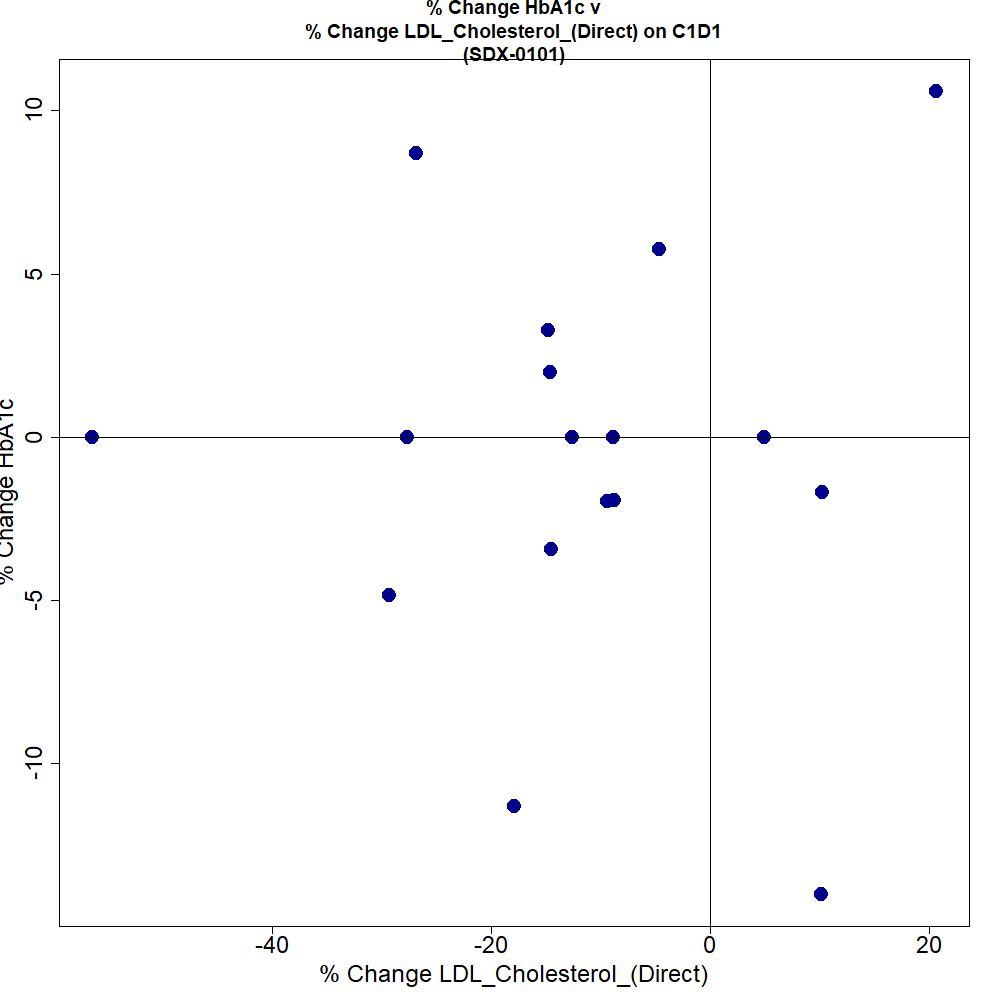 % Change HbA1c v
% Change LDL_Cholesterol_(Direct) on C1D1
(SDX-0101)
10
5
0
-5
-10
% Change HbA1c
-40
-20
0
20
% Change LDL_Cholesterol_(Direct)